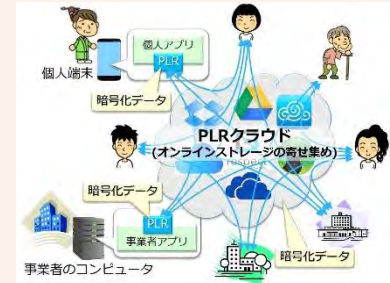 個人アプリ
PLR
個人端末
暗号化データ
PLRクラウド
(オンラインストレージの寄せ集め)
暗号化データ
PLR
事業者アプリ
暗号化データ
事業者のコンピュータ